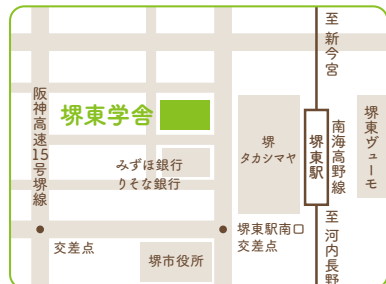 至 新今宮
阪神高速15号堺線
堺東学舎
みずほ銀行
りそな銀行
堺
タカシマヤ
堺東駅
南海高野線
堺東ヴューモ
至 河内長野
交差点
堺東駅南口
交差点
堺市役所